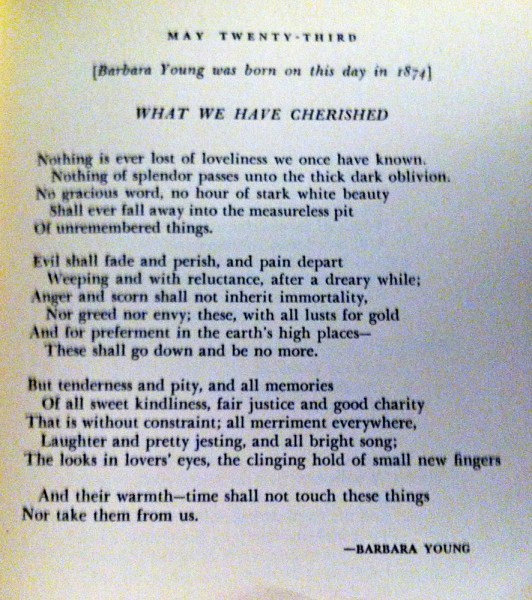 MAY TWENTY-THIRD
[Barbara Young was born on this day in 1874]
WHAT WE HAVE CHERISHED
Nothing is ever lost of loveliness we once have known.
Nothing of splendor passes unto the thick dark oblivion.
No gracious word, no hour of stark white beauty
Shall ever fall away into the measureless pit
Of unremembered things.
Evil shall fade and perish, and pain depart
Weeping and with reluctance, after a dreary while;
Anger and scorn shall not inherit immortality,
Nor greed nor envy; these, with all lusts for gold
And for preferment in the earth's high places—
These shall go down and be no more.
But tenderness and pity, and all memories
Of all sweet kindliness, fair justice and good charity
That is without constraint; all merriment everywhere,
Laughter and pretty jesting, and all bright song;
The looks in lovers' eyes, the clinging hold of small new fingers
And their warmth—time shall not touch these things
Nor take them from us.
—BARBARA YOUNG